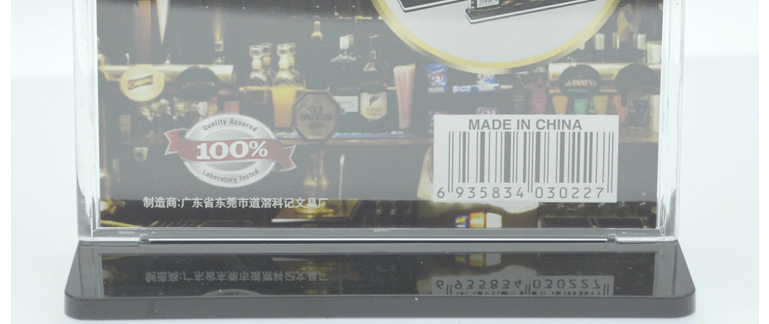 Quality Assured
100%
Laboratory Tested
MADE IN CHINA
6 935834 030227
制造商:广东省东莞市道滘科记文具厂